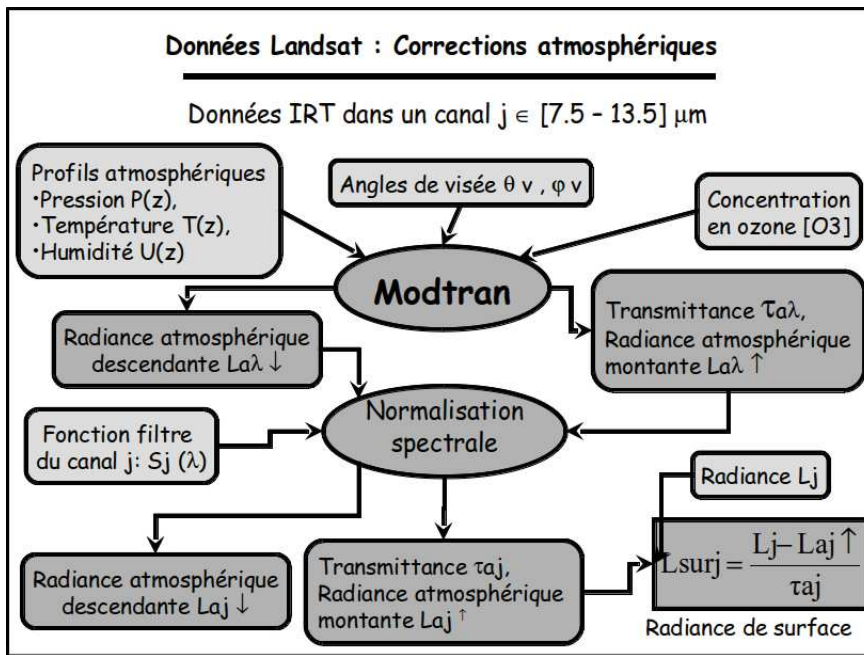 Données Landsat : Corrections atmosphériques
Données IRT dans un canal j ∈ [7.5 – 13.5] μm
Profils atmosphériques
•Pression P(z),
•Température T(z),
•Humidité U(z)
Angles de visée θ v , φ v
Concentration
en ozone [O3]
Modtran
Radiance atmosphérique
descendante Laλ ↓
Transmittance τaλ,
Radiance atmosphérique
montante Laλ ↑
Normalisation
spectrale
Fonction filtre
du canal j: Sj (λ)
Radiance Lj
Radiance atmosphérique
descendante Laj ↓
Transmittance τaj,
Radiance atmosphérique
montante Laj ↑
Lsurj = Lj– Laj ↑
τaj
Radiance de surface